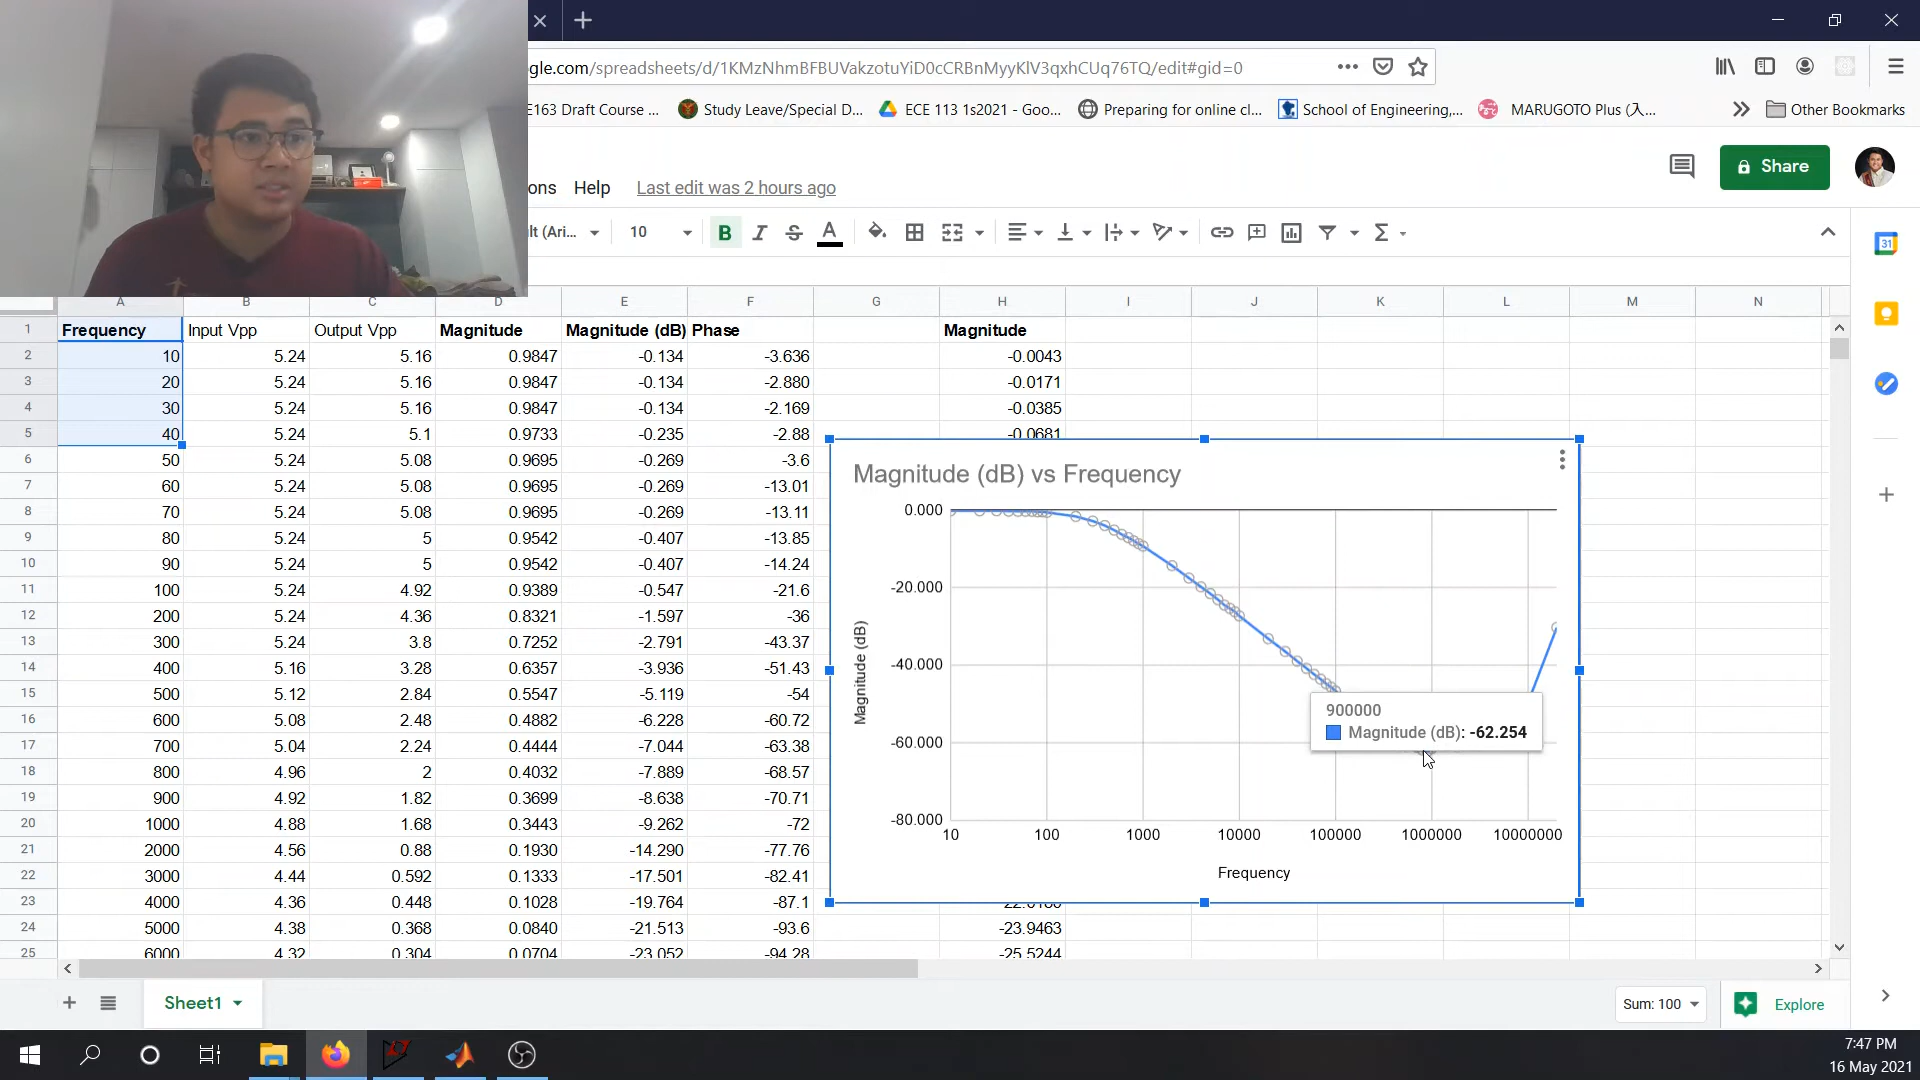 gle.com/spreadsheets/d/1KMzNhmBFBUVakzotuYiD0cCRBnMyyKlV3qxhCUq76TQ/edit#gid=0
E163 Draft Course ... Study Leave/Special D... ECE 113 1s2021 - Goo... Preparing for online cl... School of Engineering,... MARUGOTO Plus (入... Other Bookmarks
ons Help Last edit was 2 hours ago Share
lt (Ari... 10 B I S A Σ 31
A B C D E F G H I J K L M N
1 Frequency Input Vpp Output Vpp Magnitude Magnitude (dB) Phase Magnitude
2 10 5.24 5.16 0.9847 -0.134 -3.636 -0.0043
3 20 5.24 5.16 0.9847 -0.134 -2.880 -0.0171
4 30 5.24 5.16 0.9847 -0.134 -2.169 -0.0385
5 40 5.24 5.1 0.9733 -0.235 -2.88 -0.0681
6 50 5.24 5.08 0.9695 -0.269 -3.6
7 60 5.24 5.08 0.9695 -0.269 -13.01
8 70 5.24 5.08 0.9695 -0.269 -13.11
9 80 5.24 5 0.9542 -0.407 -13.85
10 90 5.24 5 0.9542 -0.407 -14.24
11 100 5.24 4.92 0.9389 -0.547 -21.6
12 200 5.24 4.36 0.8321 -1.597 -36
13 300 5.24 3.8 0.7252 -2.791 -43.37
14 400 5.16 3.28 0.6357 -3.936 -51.43
15 500 5.12 2.84 0.5547 -5.119 -54
16 600 5.08 2.48 0.4882 -6.228 -60.72
17 700 5.04 2.24 0.4444 -7.044 -63.38
18 800 4.96 2 0.4032 -7.889 -68.57
19 900 4.92 1.82 0.3699 -8.638 -70.71
20 1000 4.88 1.68 0.3443 -9.262 -72
21 2000 4.56 0.88 0.1930 -14.290 -77.76
22 3000 4.44 0.592 0.1333 -17.501 -82.41
23 4000 4.36 0.448 0.1028 -19.764 -87.1
24 5000 4.38 0.368 0.0840 -21.513 -93.6 -23.9463
25 6000 4.32 0.304 0.0704 -23.052 -94.28 -25.5244
Magnitude (dB) vs Frequency
0.000
-20.000
-40.000
-60.000
-80.000
Magnitude (dB)
900000
Magnitude (dB): -62.254
10 100 1000 10000 100000 1000000 10000000
Frequency
Sheet1 Sum: 100 Explore
7:47 PM
16 May 2021